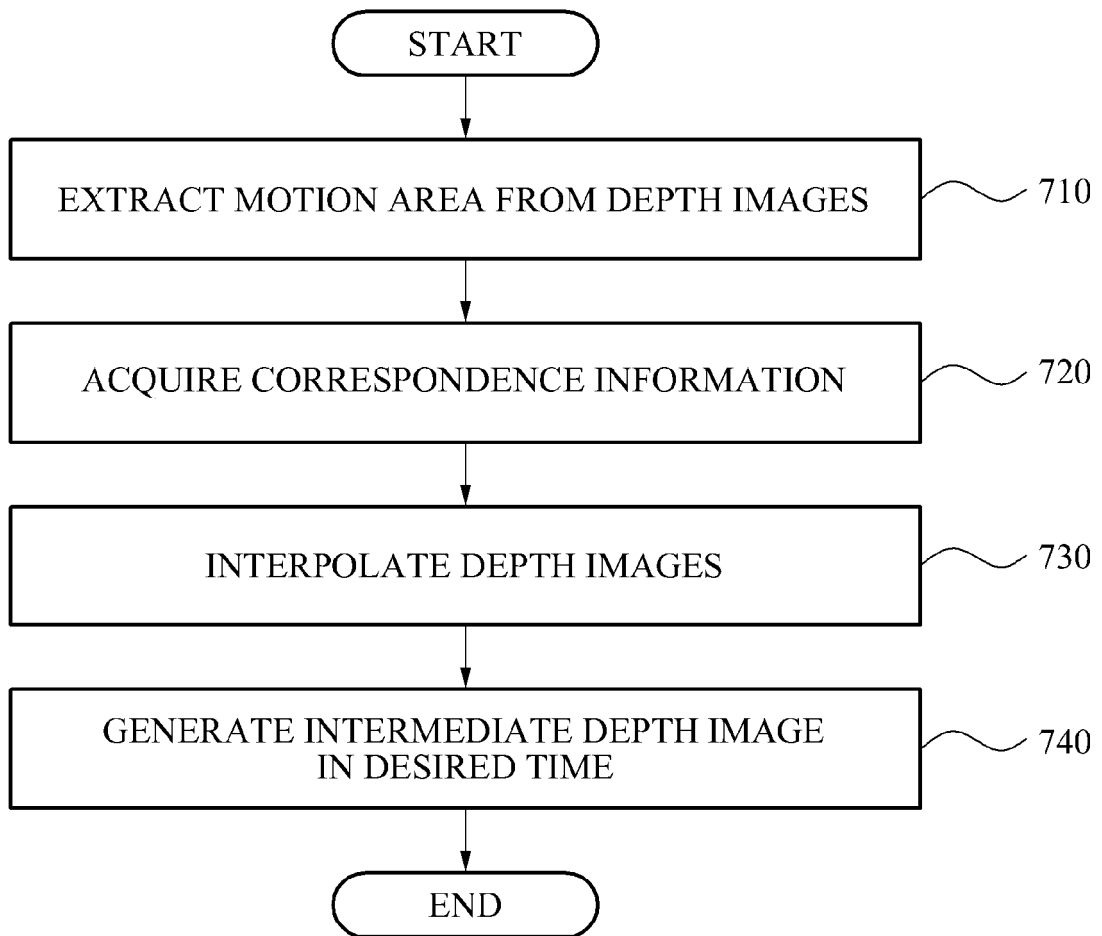 START
EXTRACT MOTION AREA FROM DEPTH IMAGES
710
ACQUIRE CORRESPONDENCE INFORMATION
720
INTERPOLATE DEPTH IMAGES
730
GENERATE INTERMEDIATE DEPTH IMAGE
IN DESIRED TIME
740
END